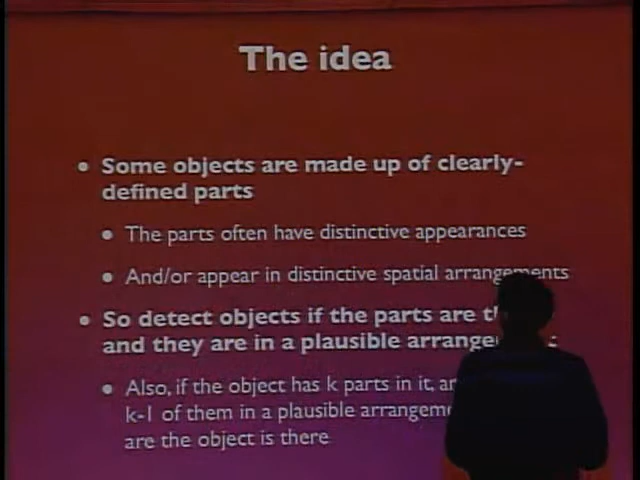 The idea
• Some objects are made up of clearly-
defined parts
• The parts often have distinctive appearances
• And/or appear in distinctive spatial arrangements
• So detect objects if the parts are
and they are in a plausible
• Also, if the object has k parts in it,
k-1 of them in a plausible
are the object is there